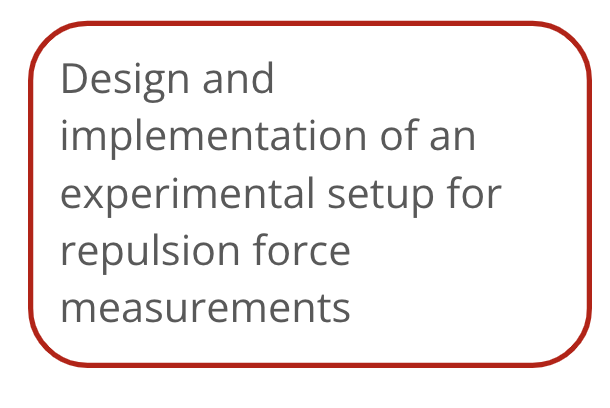 Design and
implementation of an
experimental setup for
repulsion force
measurements